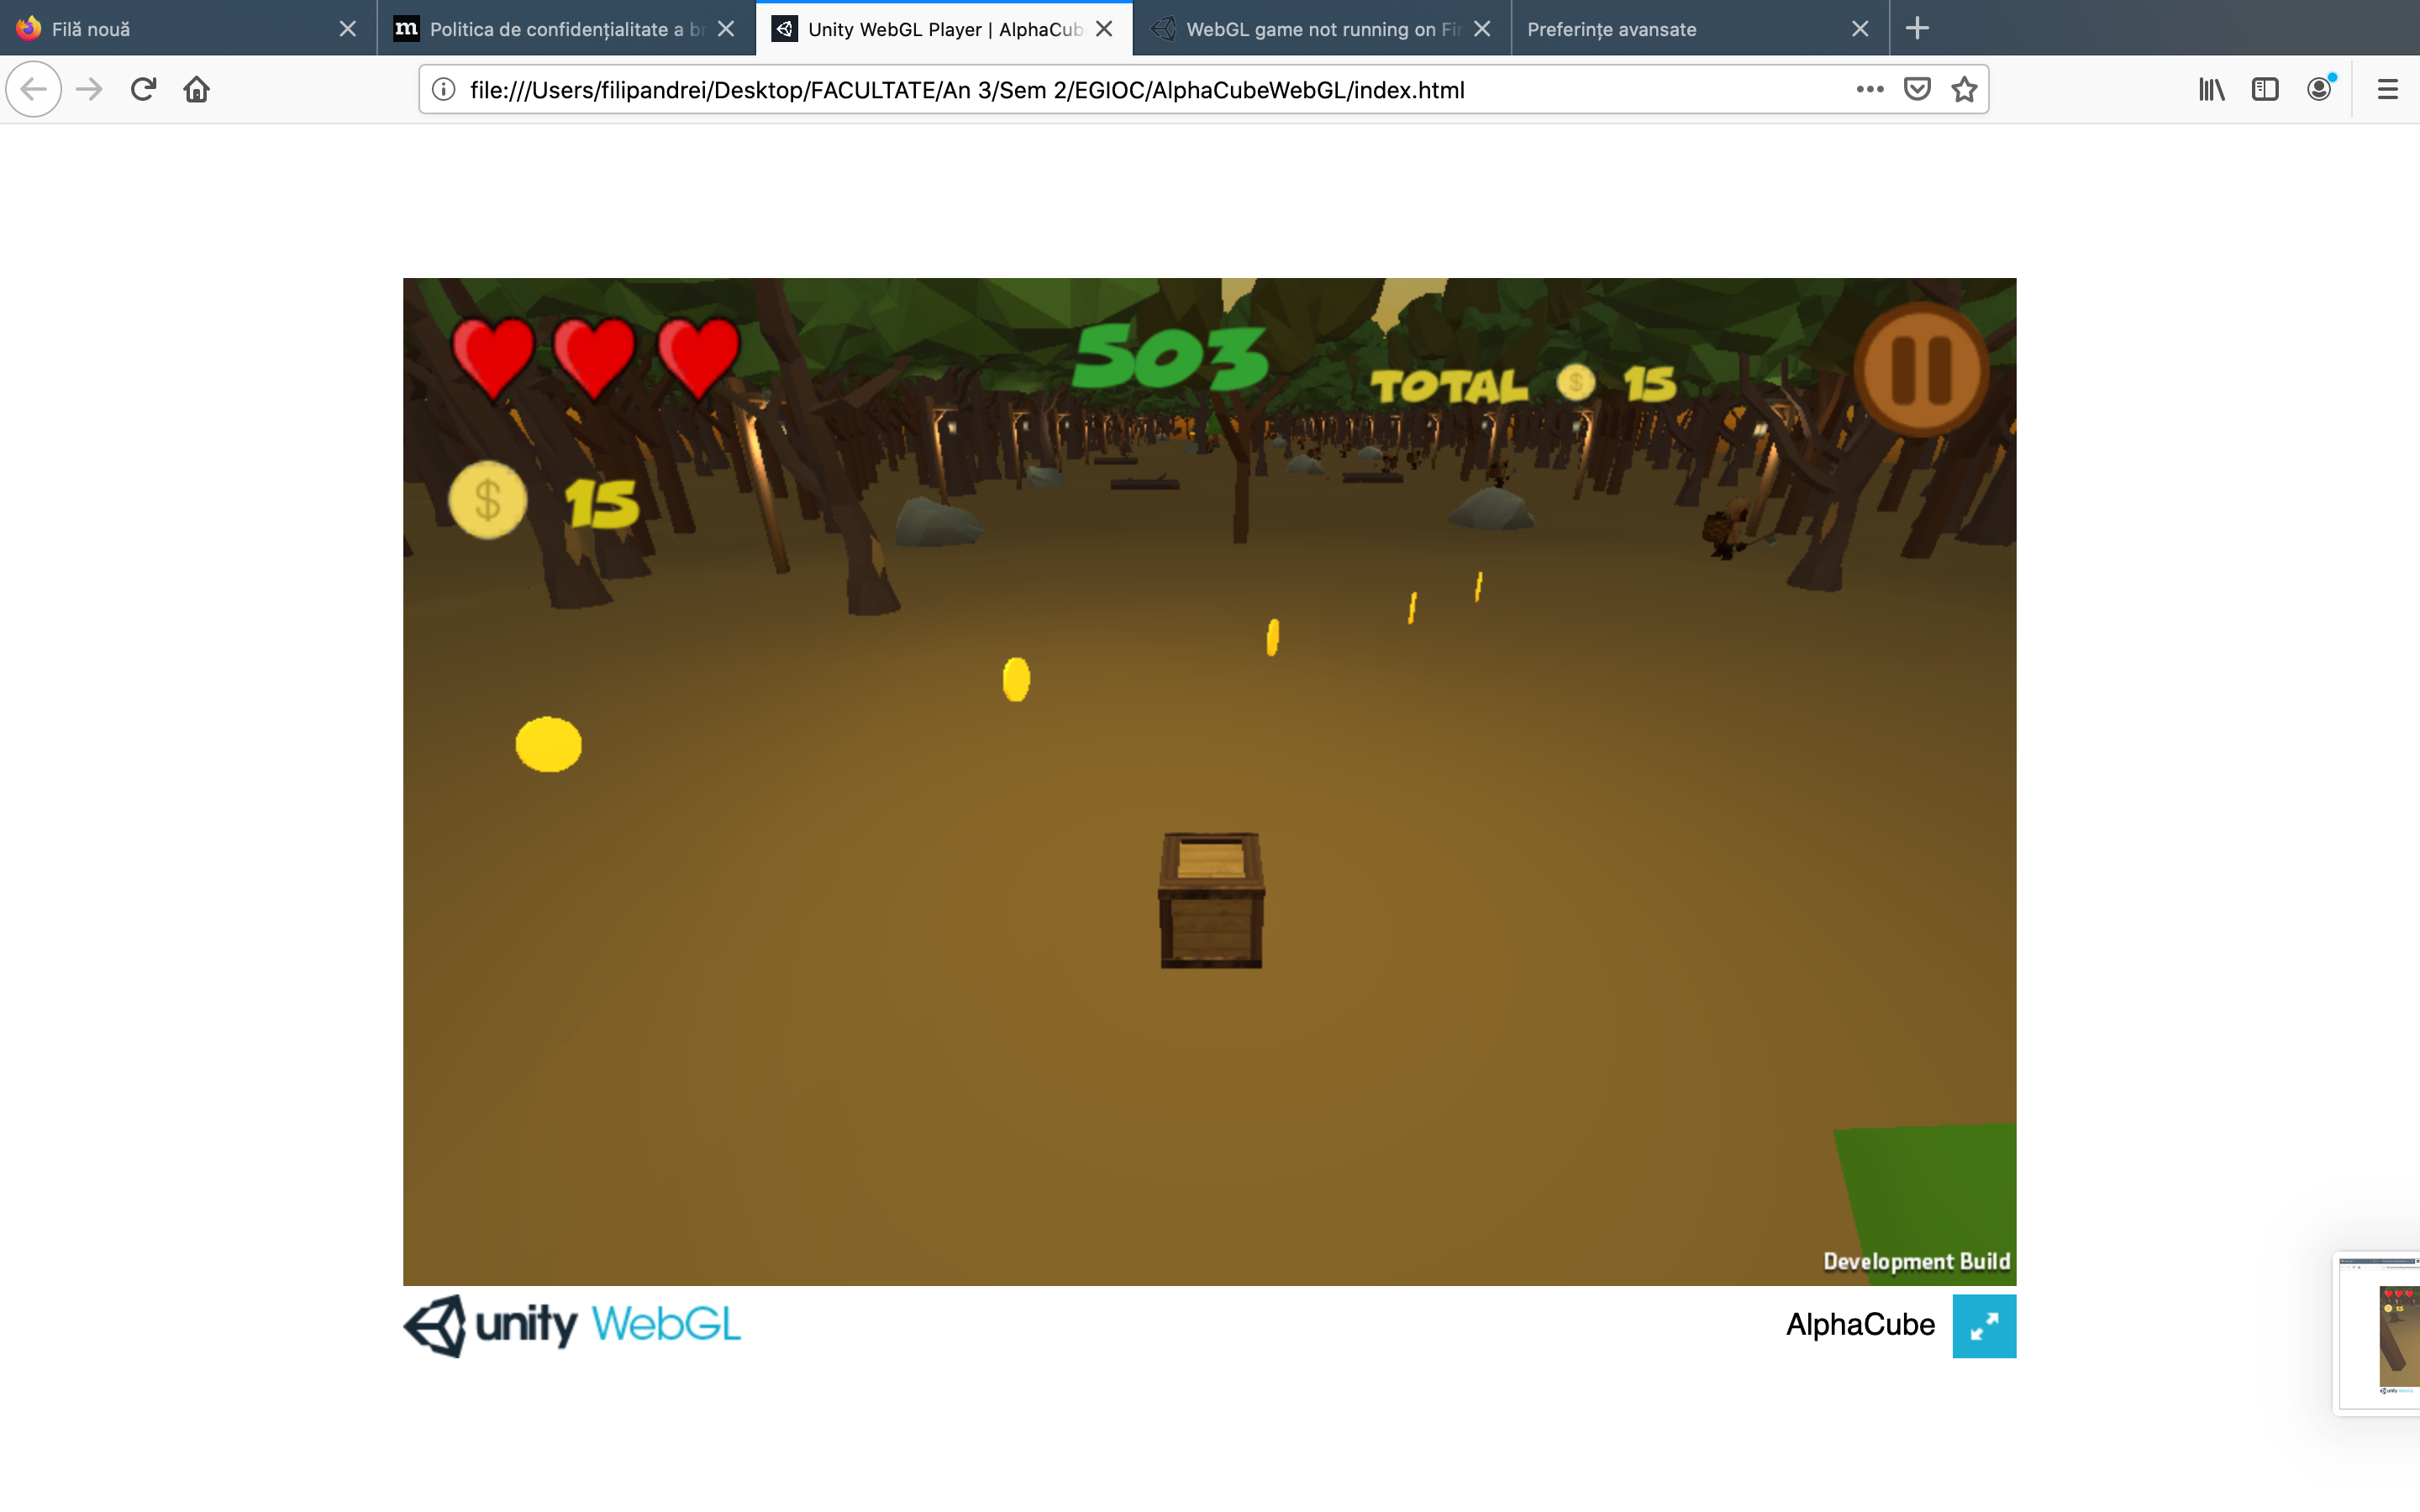 Filă nouă
Politica de confidențialitate a br
Unity WebGL Player | AlphaCub
WebGL game not running on Fir
Preferințe avansate
file:///Users/filipandrei/Desktop/FACULTATE/An 3/Sem 2/EGIOC/AlphaCubeWebGL/index.html
503
TOTAL $ 15
$ 15
Development Build
unity WebGL
AlphaCube